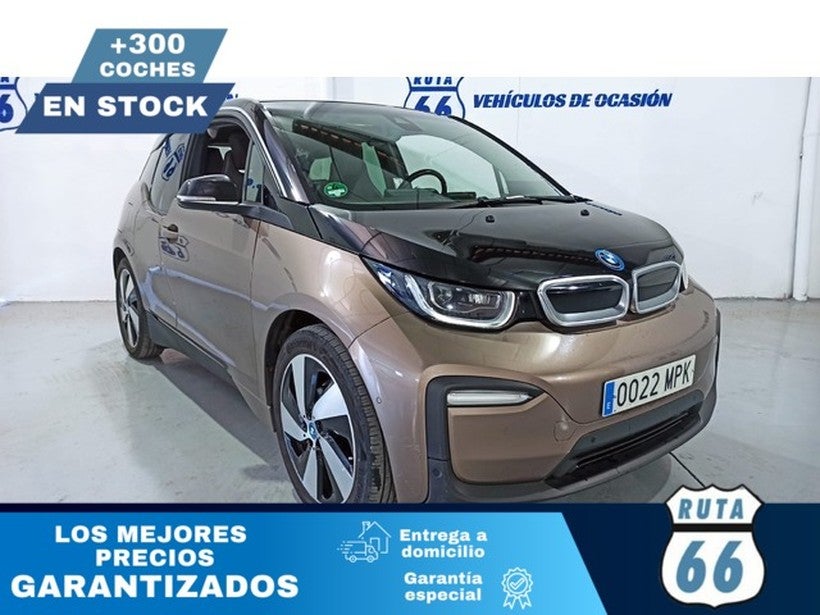 +300
COCHES
EN STOCK
RUTA
66
VEHÍCULOS DE OCASIÓN
0022 MPK
E
LOS MEJORES
PRECIOS
GARANTIZADOS
Entrega a
domicilio
Garantía
especial
RUTA
66